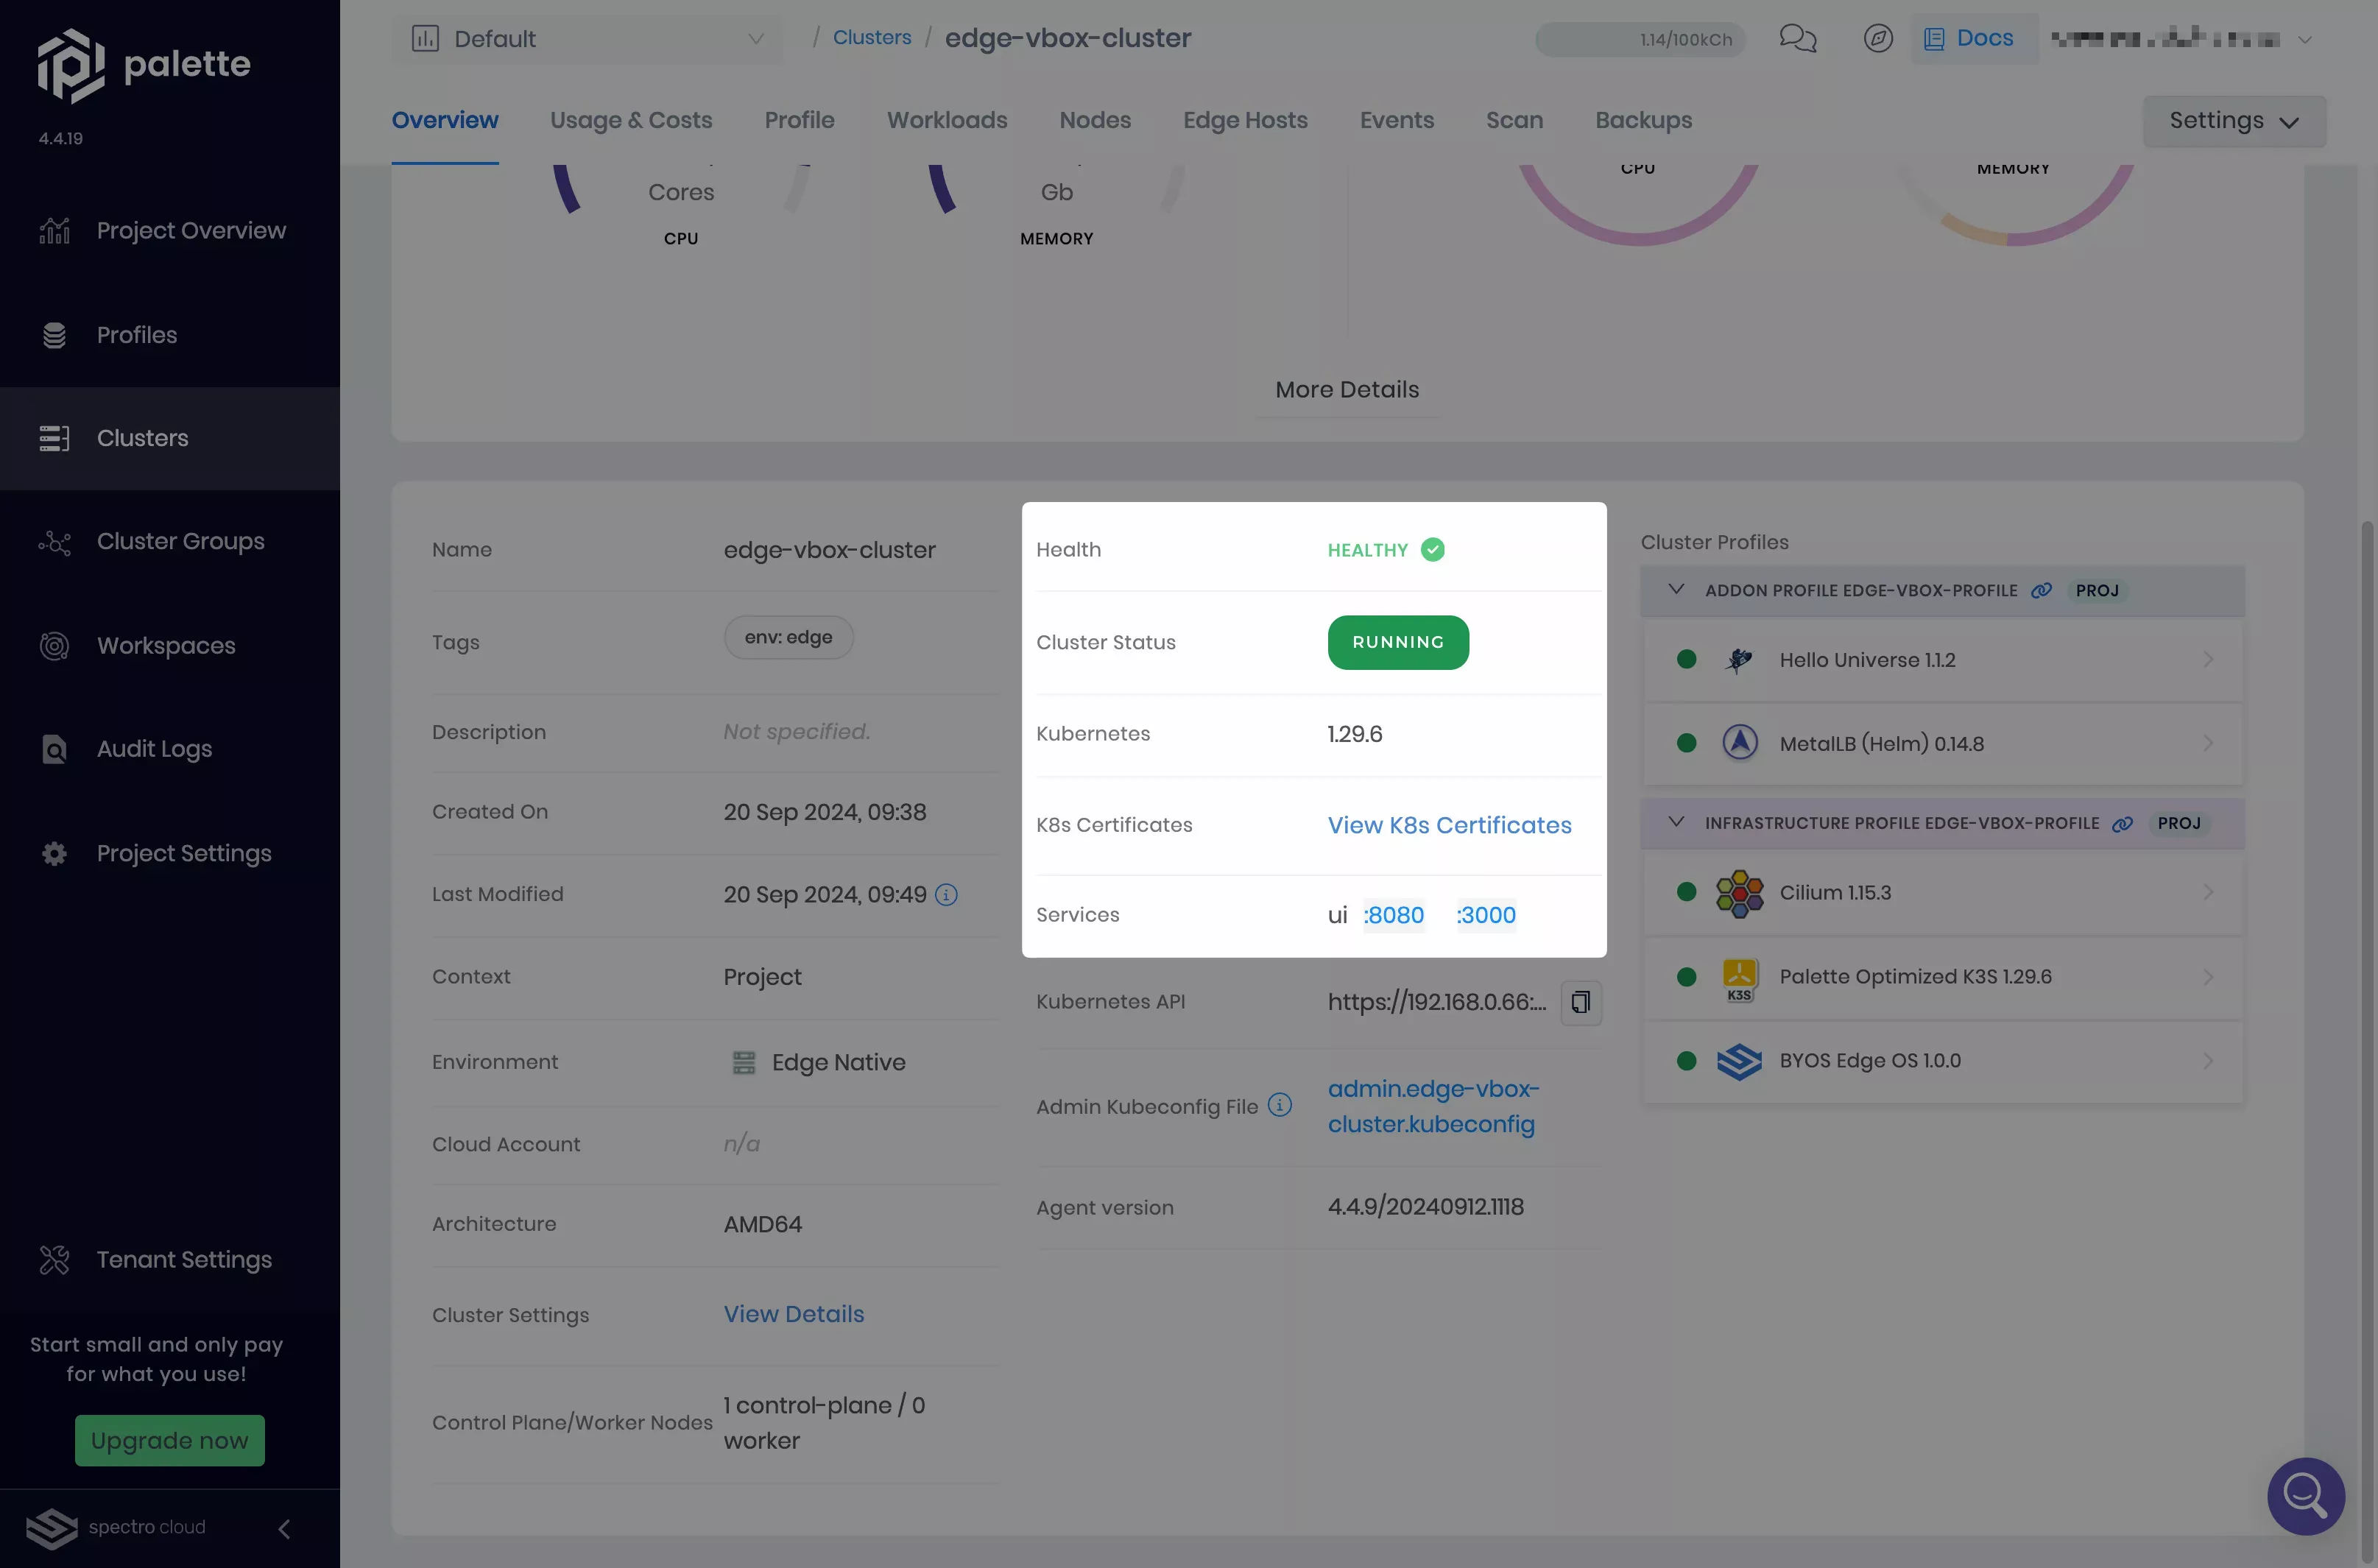 palette
4.4.19
Project Overview
Profiles
Clusters
Cluster Groups
Workspaces
Audit Logs
Project Settings
Tenant Settings
Start small and only pay
for what you use!
Upgrade now
spectro cloud
Default / Clusters / edge-vbox-cluster
1.14/100kCh
Docs
Overview Usage & Costs Profile Workloads Nodes Edge Hosts Events Scan Backups
Settings
Cores
CPU
Gb
MEMORY
CPU
MEMORY
More Details
Name edge-vbox-cluster
Tags env: edge
Description Not specified.
Created On 20 Sep 2024, 09:38
Last Modified 20 Sep 2024, 09:49
Context Project
Environment Edge Native
Cloud Account n/a
Architecture AMD64
Cluster Settings View Details
Control Plane/Worker Nodes 1 control-plane / 0
worker
Health HEALTHY
Cluster Status RUNNING
Kubernetes 1.29.6
K8s Certificates View K8s Certificates
Services ui :8080 :3000
Kubernetes API https://192.168.0.66:...
Admin Kubeconfig File admin.edge-vbox-
cluster.kubeconfig
Agent version 4.4.9/20240912.1118
Cluster Profiles
ADDON PROFILE EDGE-VBOX-PROFILE PROJ
Hello Universe 1.1.2
MetalLB (Helm) 0.14.8
INFRASTRUCTURE PROFILE EDGE-VBOX-PROFILE PROJ
Cilium 1.15.3
K3S
Palette Optimized K3S 1.29.6
BYOS Edge OS 1.0.0